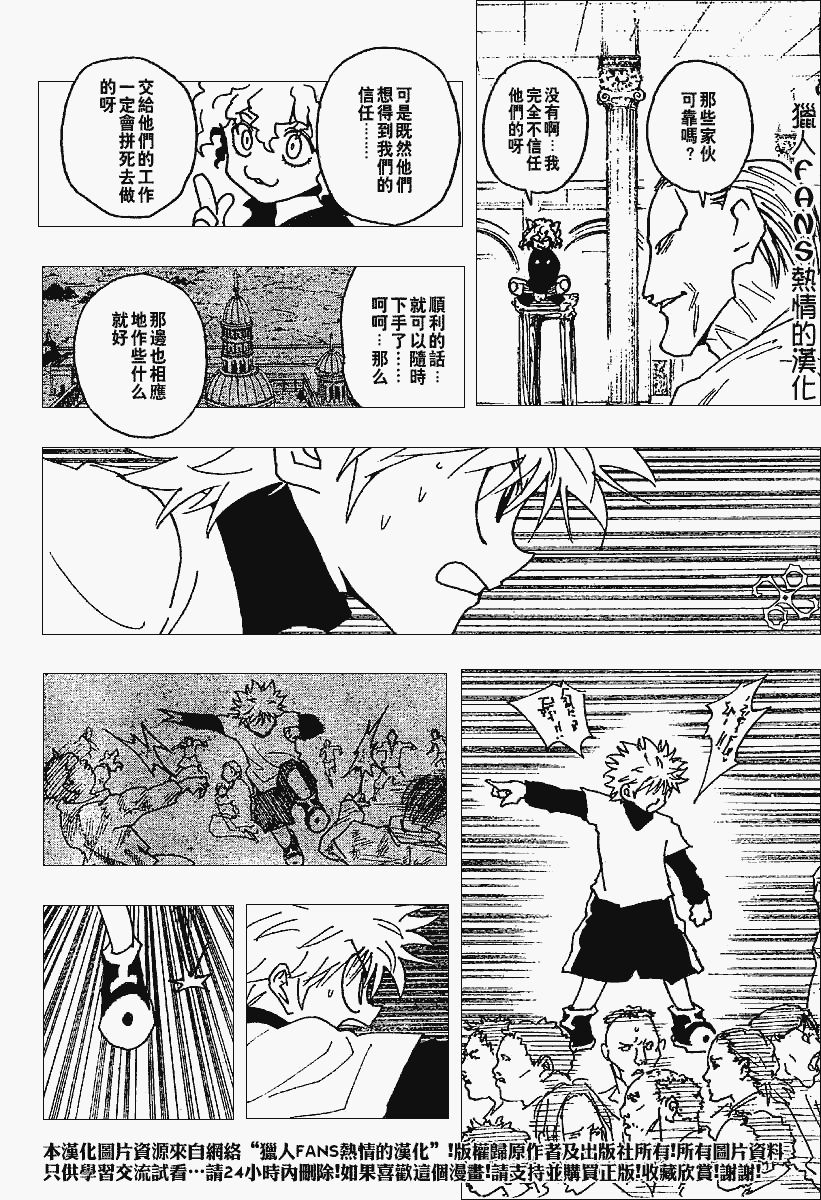 那些家伙
可靠嗎？
没有啊…我
完全不信任
他們的呀
可是既然他們
想得到我們的
信任……
交給他們的工作
一定會拼死去做
的呀
順利的話…
就可以隨時
下手了……
呵呵…那么
那邊也相應
地作些什么
就好
獵人FANS熱情的漢化
本漢化圖片資源來自網絡“獵人FANS熱情的漢化”!版權歸原作者及出版社所有!所有圖片資料
只供學習交流試看…請24小時內刪除!如果喜歡這個漫畫!請支持並購買正版!收藏欣賞!謝謝!